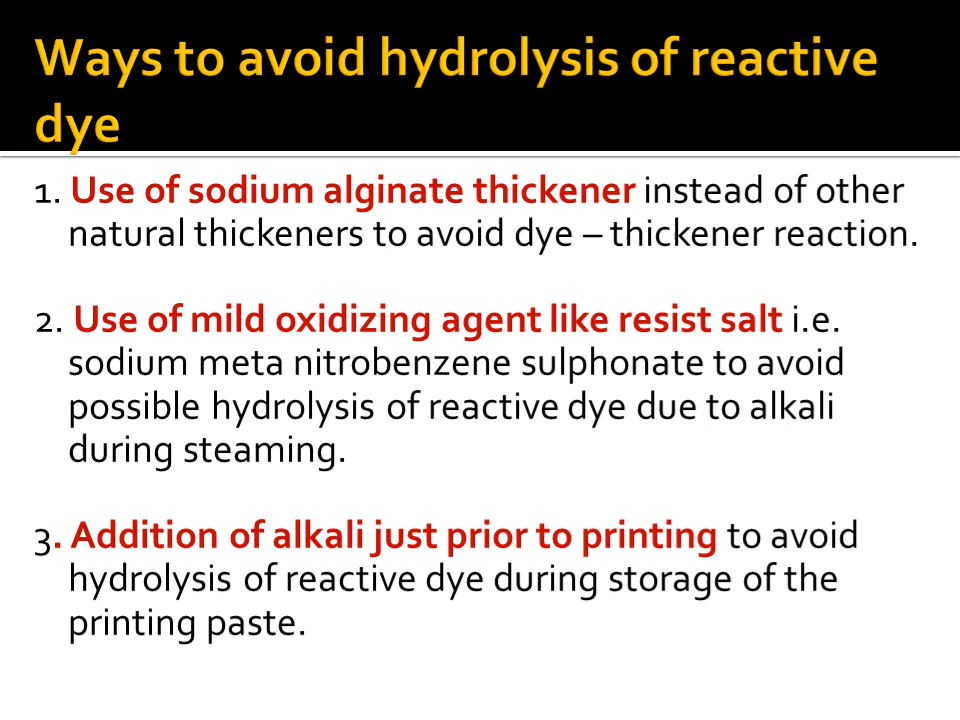 Ways to avoid hydrolysis of reactive
dye
1. Use of sodium alginate thickener instead of other
natural thickeners to avoid dye – thickener reaction.
2. Use of mild oxidizing agent like resist salt i.e.
sodium meta nitrobenzene sulphonate to avoid
possible hydrolysis of reactive dye due to alkali
during steaming.
3. Addition of alkali just prior to printing to avoid
hydrolysis of reactive dye during storage of the
printing paste.